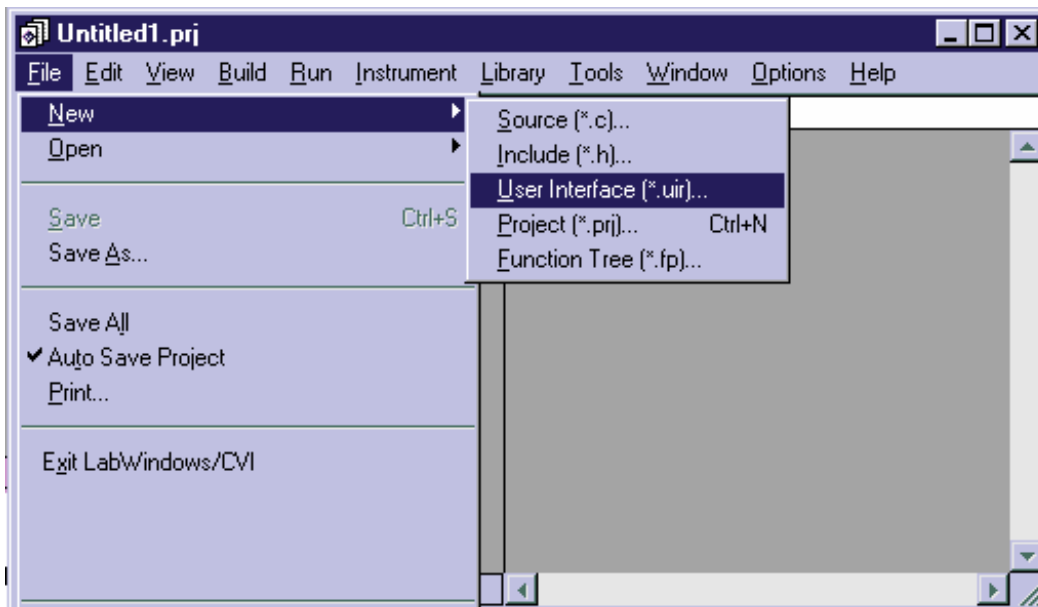 Untitled1.prj
File Edit View Build Run Instrument Library Tools Window Options Help
New
Open
Save Ctrl+S
Save As...
Save All
Auto Save Project
Print...
Exit LabWindows/CVI
Source (*.c)...
Include (*.h)...
User Interface (*.uir)...
Project (*.prj)... Ctrl+N
Function Tree (*.fp)...